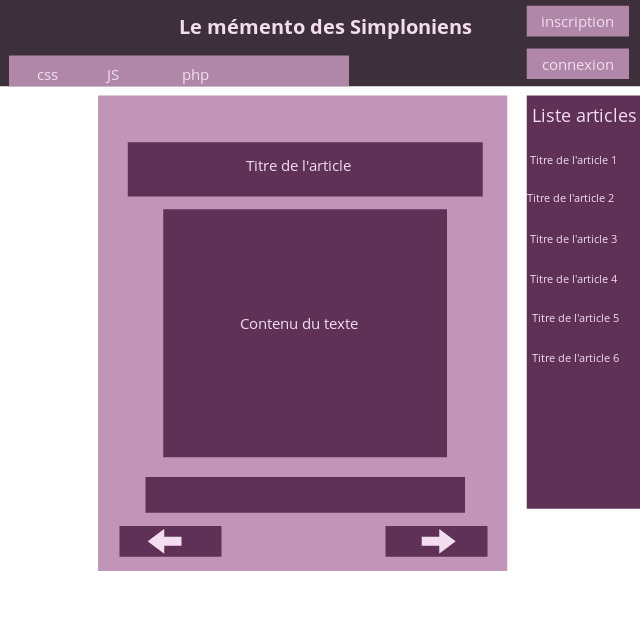 Le mémento des Simploniens
inscription
connexion
css
JS
php
Titre de l'article
Contenu du texte
Liste articles
Titre de l'article 1
Titre de l'article 2
Titre de l'article 3
Titre de l'article 4
Titre de l'article 5
Titre de l'article 6